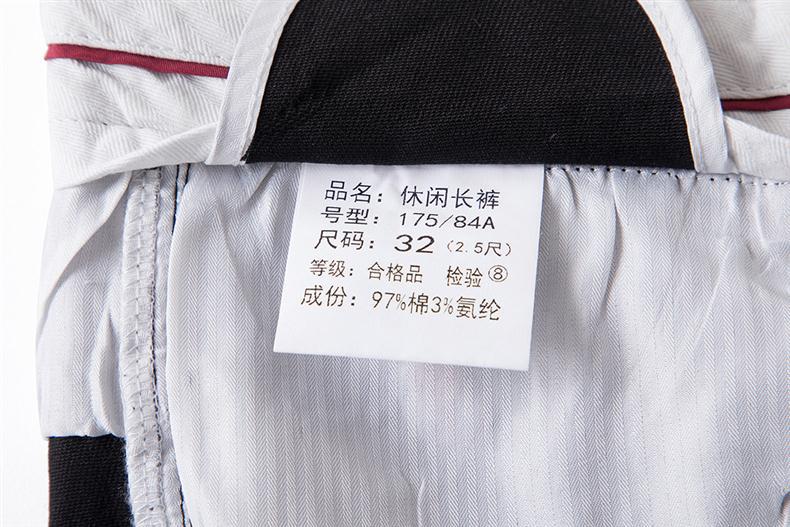 品名：休闲长裤
号型：175/84A
尺码：32（2.5尺）
等级：合格品 检验⑧
成份：97%棉3%氨纶